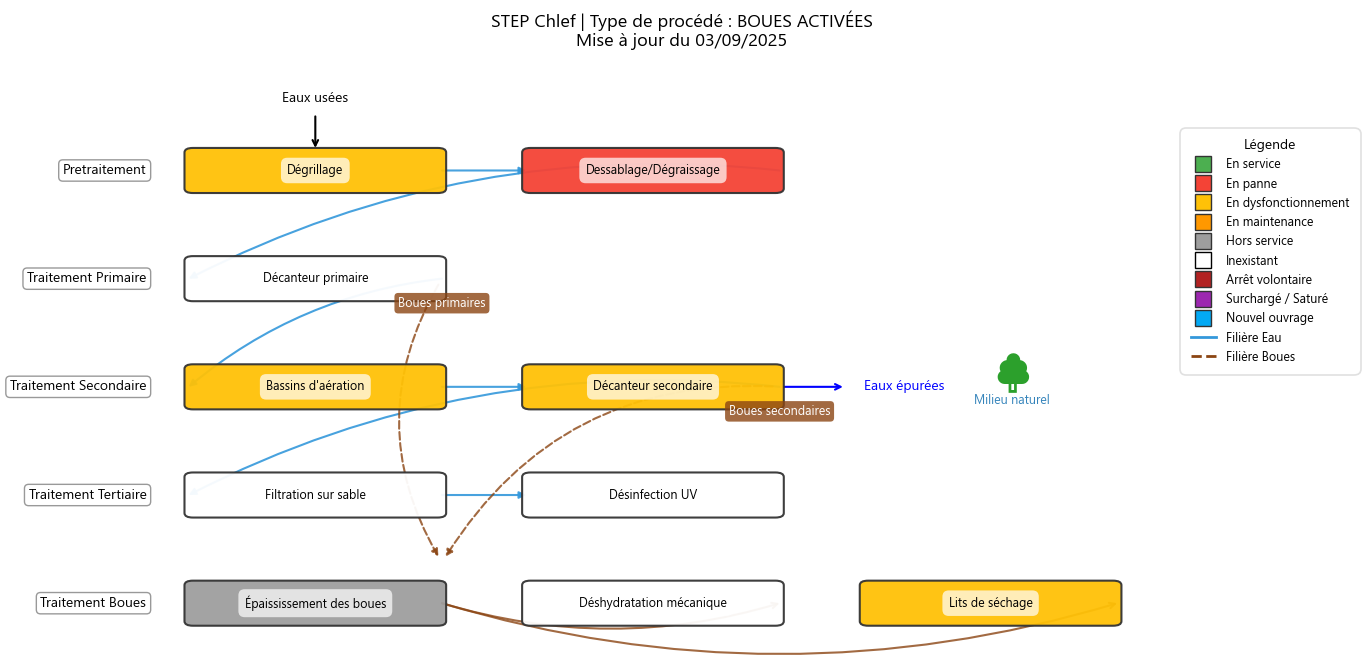 STEP Chlef | Type de procédé : BOUES ACTIVÉES
Mise à jour du 03/09/2025
Eaux usées
Pretraitement
Dégrillage
Dessablage/Dégraissage
Traitement Primaire
Décanteur primaire
Boues primaires
Traitement Secondaire
Bassins d'aération
Décanteur secondaire
Boues secondaires
Eaux épurées
Milieu naturel
Traitement Tertiaire
Filtration sur sable
Désinfection UV
Traitement Boues
Épaississement des boues
Déshydratation mécanique
Lits de séchage
Légende
En service
En panne
En dysfonctionnement
En maintenance
Hors service
Inexistant
Arrêt volontaire
Surchargé / Saturé
Nouvel ouvrage
Filière Eau
Filière Boues